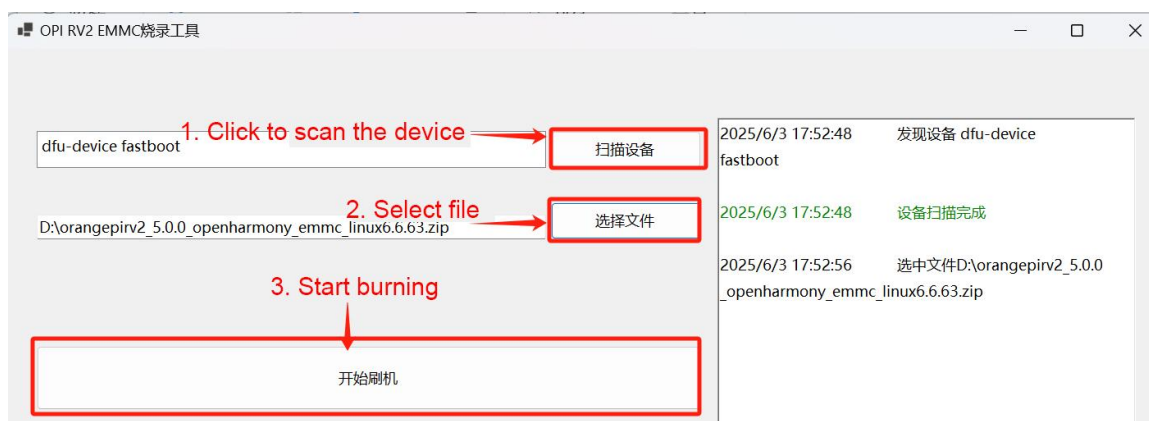 OPI RV2 EMMC烧录工具
1. Click to scan the device
dfu-device fastboot
扫描设备
2. Select file
D:\orangepirv2_5.0.0_openharmony_emmc_linux6.6.63.zip
选择文件
3. Start burning
开始刷机
2025/6/3 17:52:48 发现设备 dfu-device
fastboot
2025/6/3 17:52:48 设备扫描完成
2025/6/3 17:52:56 选中文件D:\orangepirv2_5.0.0
_openharmony_emmc_linux6.6.63.zip